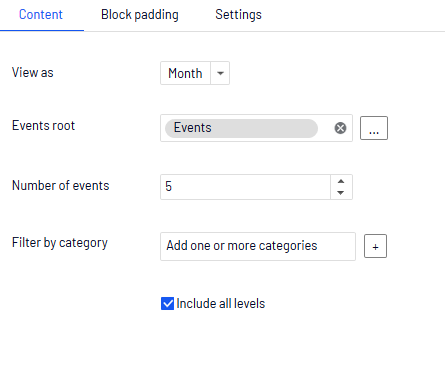 Content Block padding Settings
View as Month
Events root Events ...
Number of events 5
Filter by category Add one or more categories +
Include all levels